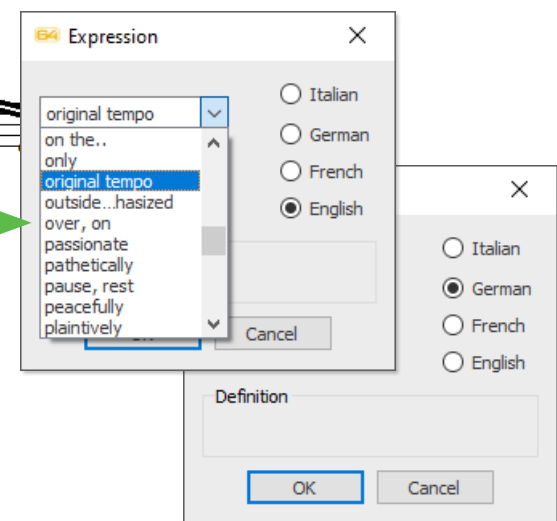 64 Expression
original tempo
on the..
only
original tempo
outside...hasized
over, on
passionate
pathetically
pause, rest
peacefully
plaintively
Italian
German
French
English
Cancel
Italian
German
French
English
Definition
OK
Cancel